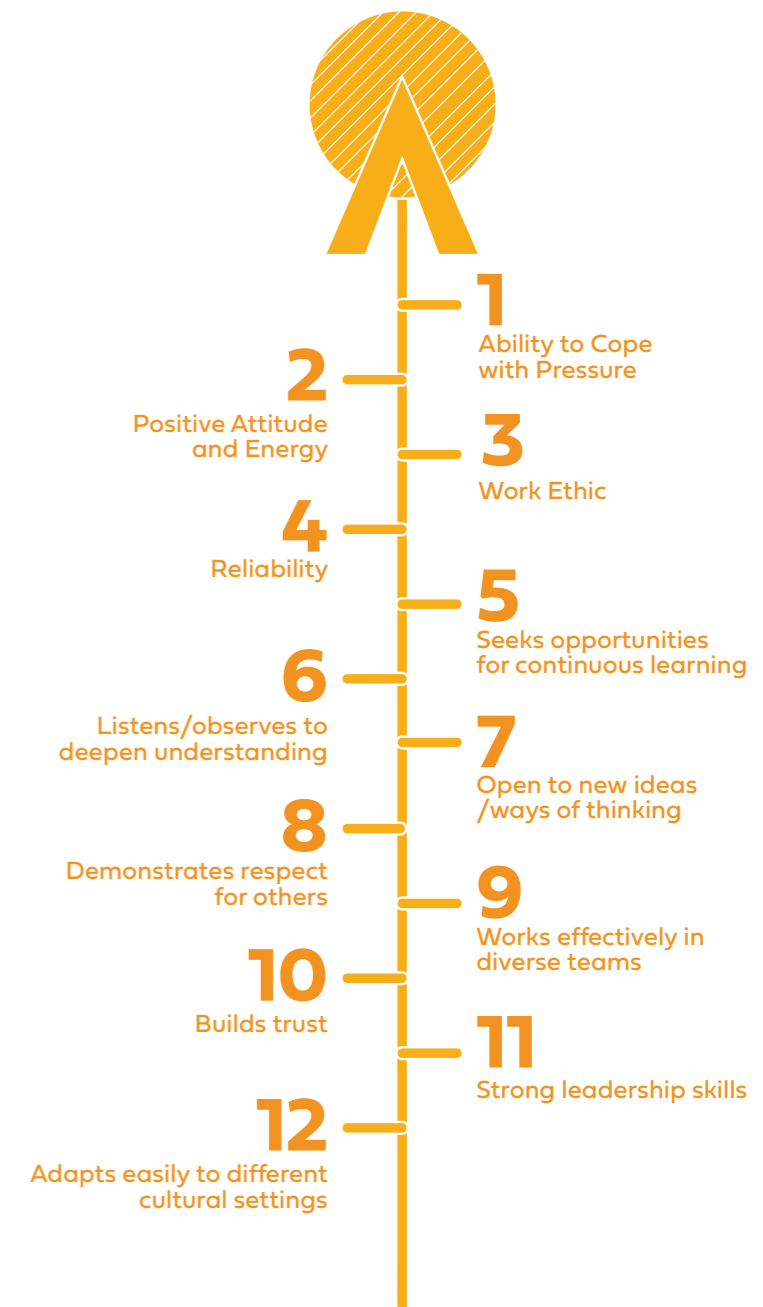 1
Ability to Cope
with Pressure
2
Positive Attitude
and Energy
3
Work Ethic
4
Reliability
5
Seeks opportunities
for continuous learning
6
Listens/observes to
deepen understanding
7
Open to new ideas
/ways of thinking
8
Demonstrates respect
for others
9
Works effectively in
diverse teams
10
Builds trust
11
Strong leadership skills
12
Adapts easily to different
cultural settings